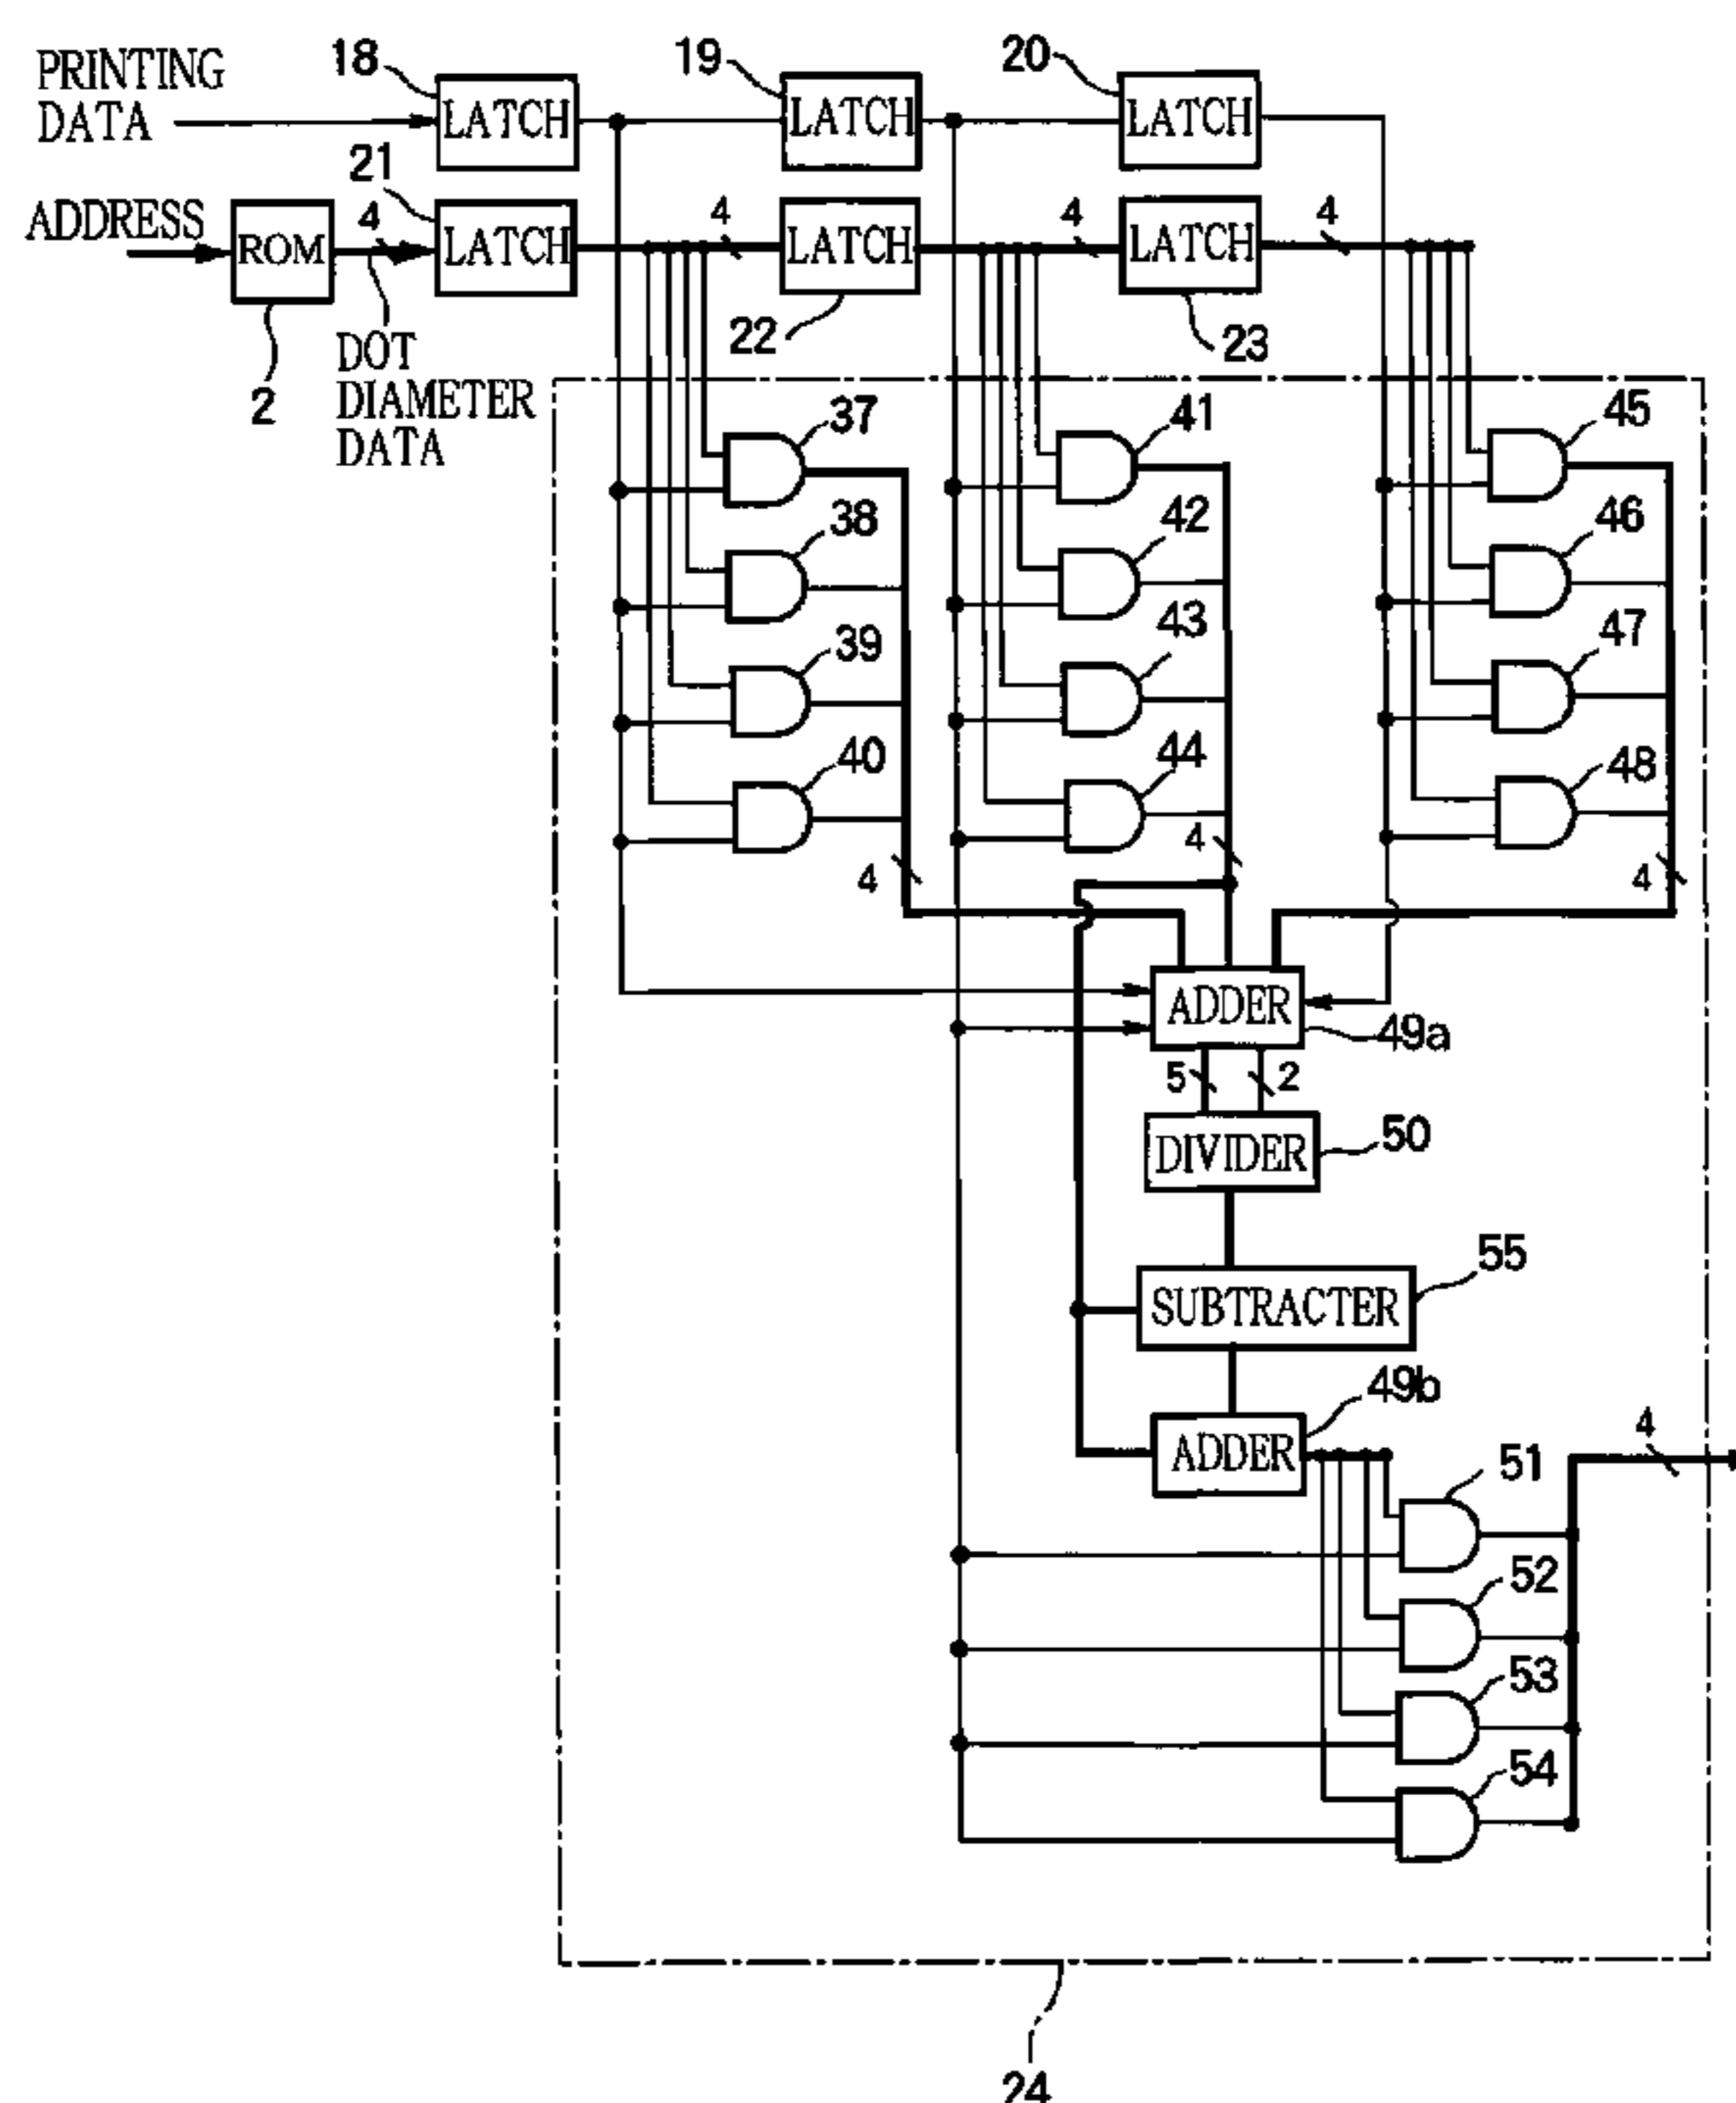 PRINTING
DATA
18
LATCH
19
LATCH
20
LATCH
ADDRESS
ROM
2
4
21
LATCH
4
LATCH
22
4
LATCH
23
4
DOT
DIAMETER
DATA
37
38
39
40
4
41
42
43
44
4
45
46
47
48
4
ADDER
49a
5
2
DIVIDER
50
SUBTRACTER
55
ADDER
49b
51
52
53
54
4
24